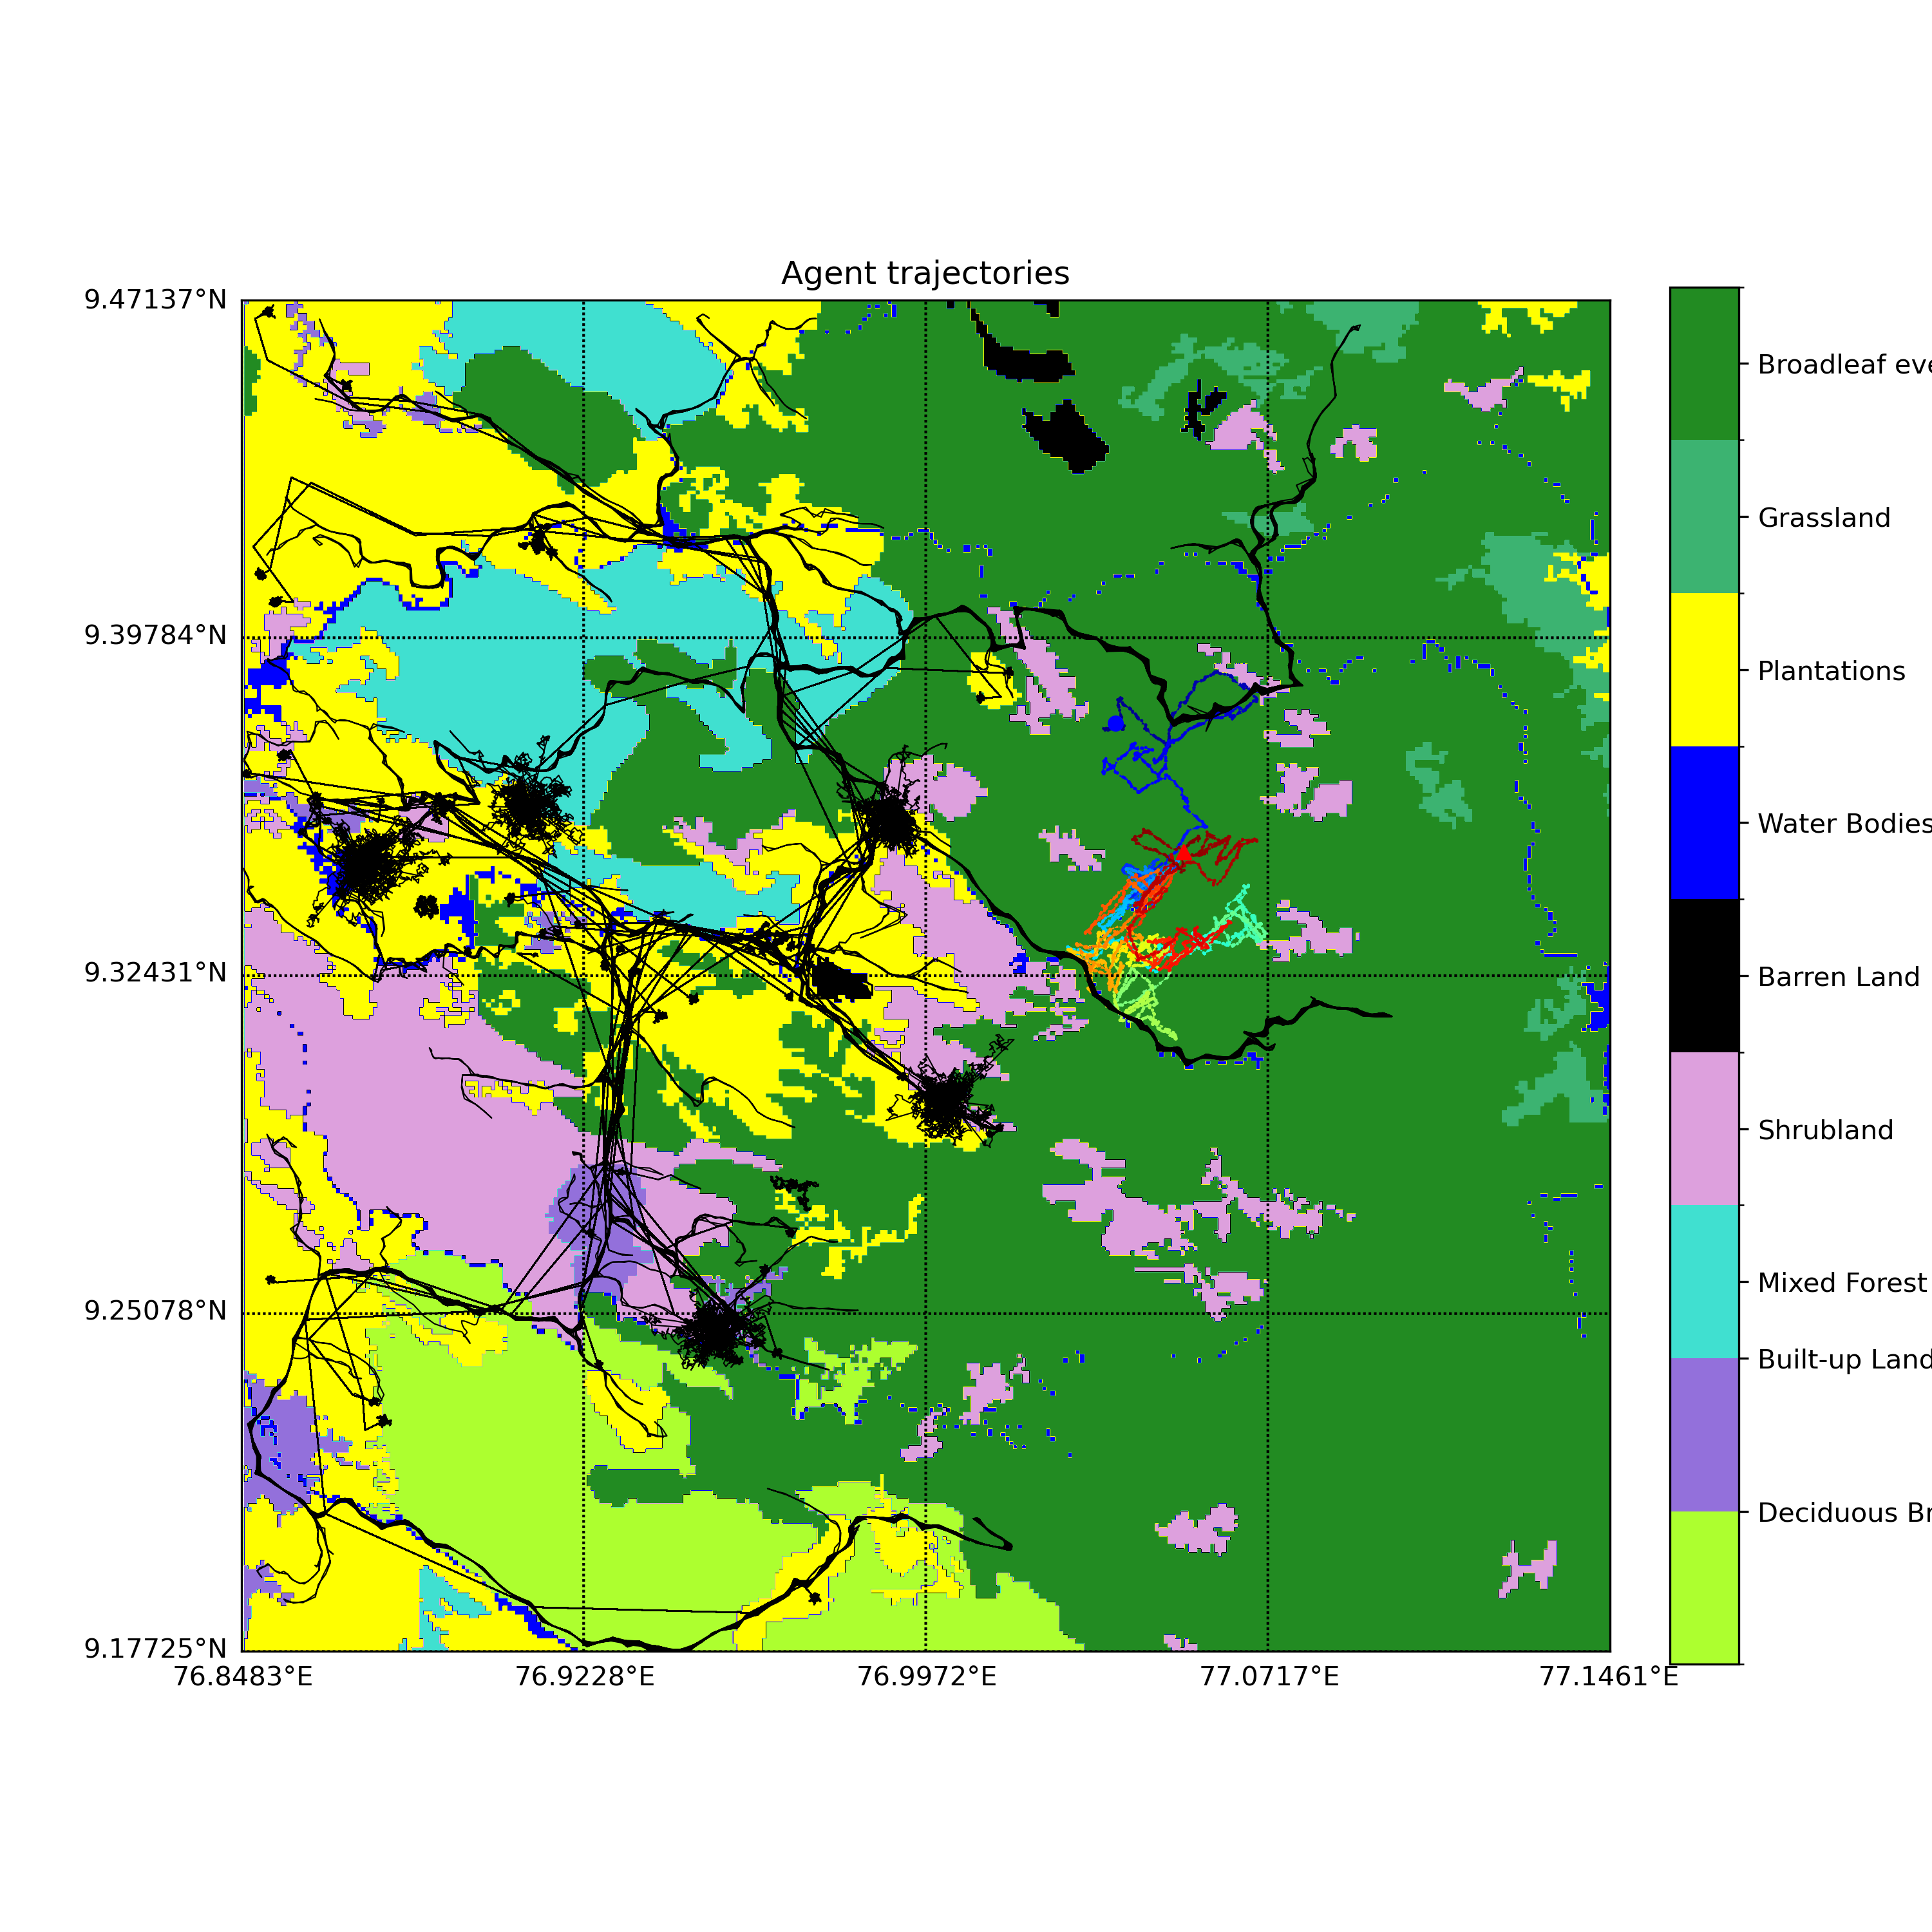 Agent trajectories
9.47137°N
9.39784°N
9.32431°N
9.25078°N
9.17725°N
76.8483°E
76.9228°E
76.9972°E
77.0717°E
77.1461°E
Broadleaf eve
Grassland
Plantations
Water Bodies
Barren Land
Shrubland
Mixed Forest
Built-up Land
Deciduous Br